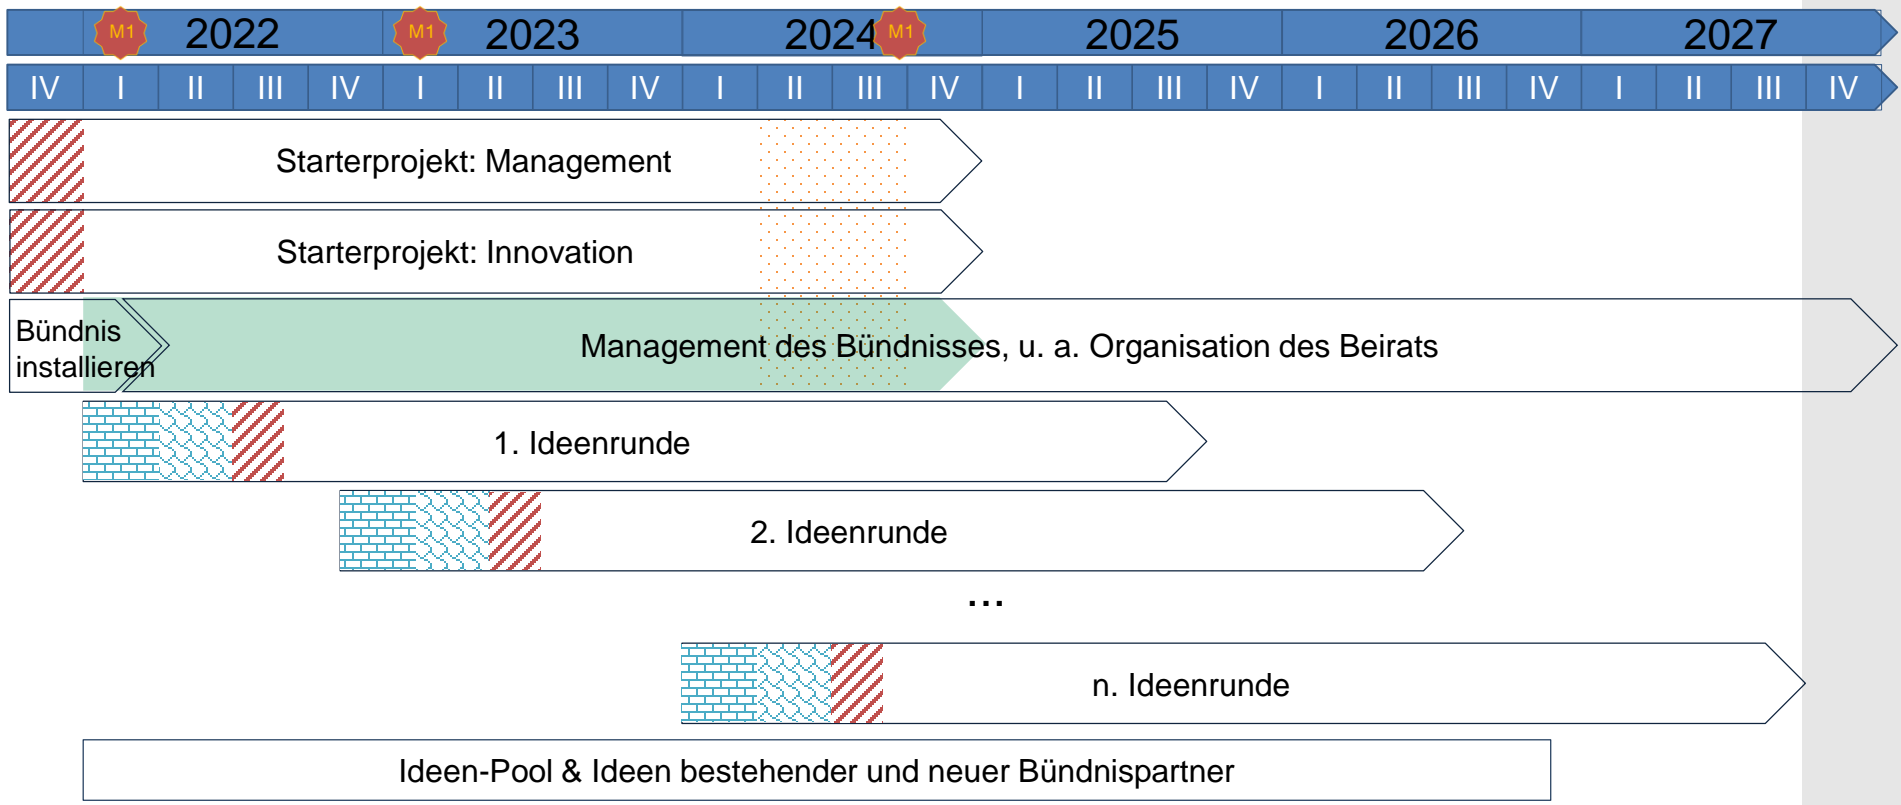 M1 2022 M1 2023 2024 M1 2025 2026 2027
IV I II III IV I II III IV I II III IV I II III IV I II III IV I II III IV
Starterprojekt: Management
Starterprojekt: Innovation
Bündnis
installieren
Management des Bündnisses, u. a. Organisation des Beirats
1. Ideenrunde
2. Ideenrunde
...
n. Ideenrunde
Ideen-Pool & Ideen bestehender und neuer Bündnispartner